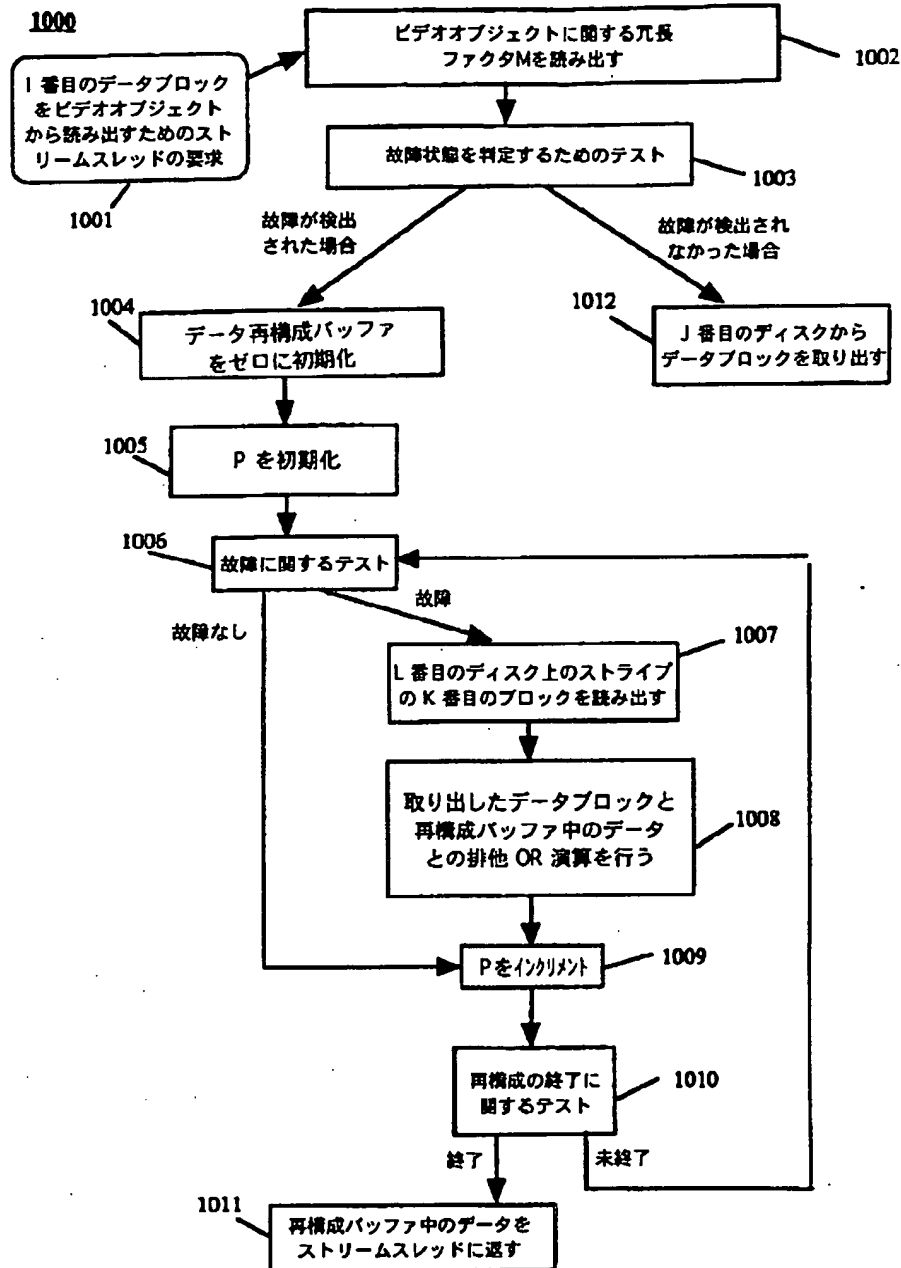 1000
ビデオオブジェクトに関する冗長
ファクタMを読み出す
1002
I 番目のデータブロック
をビデオオブジェクト
から読み出すためのスト
リームスレッドの要求
1001
故障状態を判定するためのテスト
1003
故障が検出
された場合
故障が検出され
なかった場合
1004
データ再構成バッファ
をゼロに初期化
1012
J 番目のディスクから
データブロックを取り出す
1005
P を初期化
1006
故障に関するテスト
故障なし
故障
1007
L 番目のディスク上のストライプ
の K 番目のブロックを読み出す
取り出したデータブロックと
再構成バッファ中のデータ
との排他 OR 演算を行う
1008
Pをインクリメント
1009
再構成の終了に
関するテスト
1010
終了
未終了
1011
再構成バッファ中のデータを
ストリームスレッドに返す